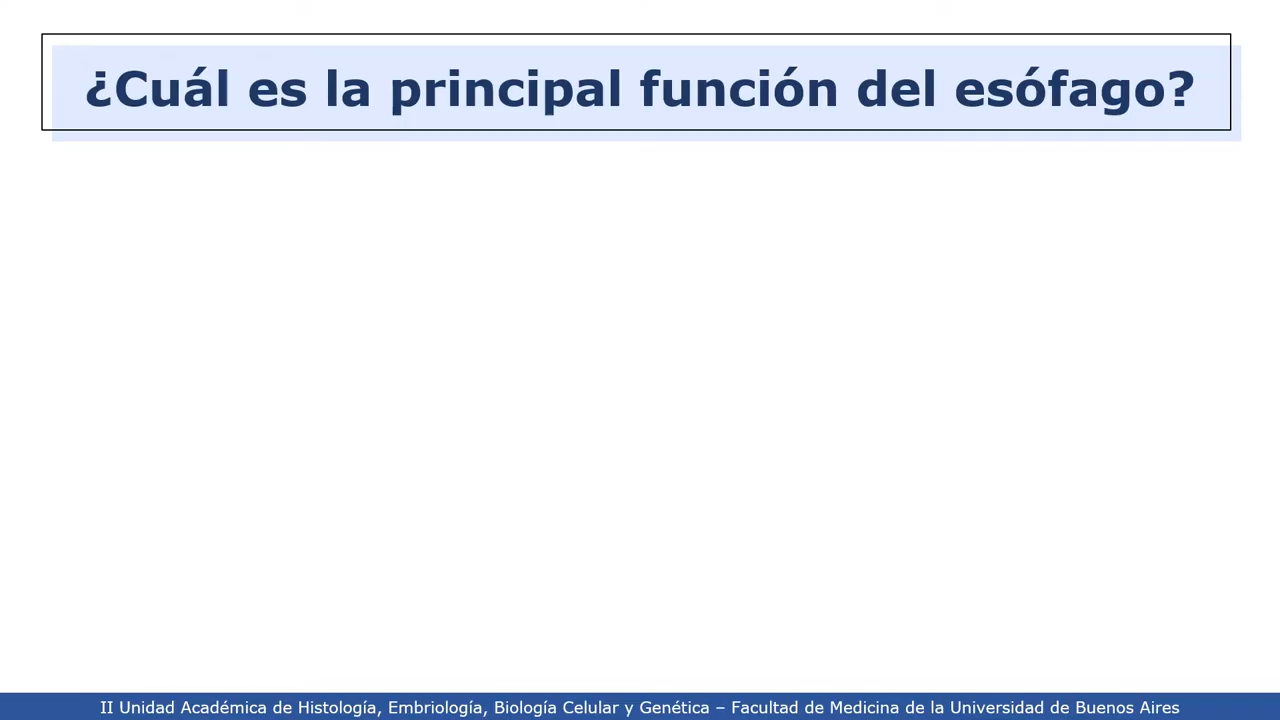 ¿Cuál es la principal función del esófago?
II Unidad Académica de Histología, Embriología, Biología Celular y Genética – Facultad de Medicina de la Universidad de Buenos Aires